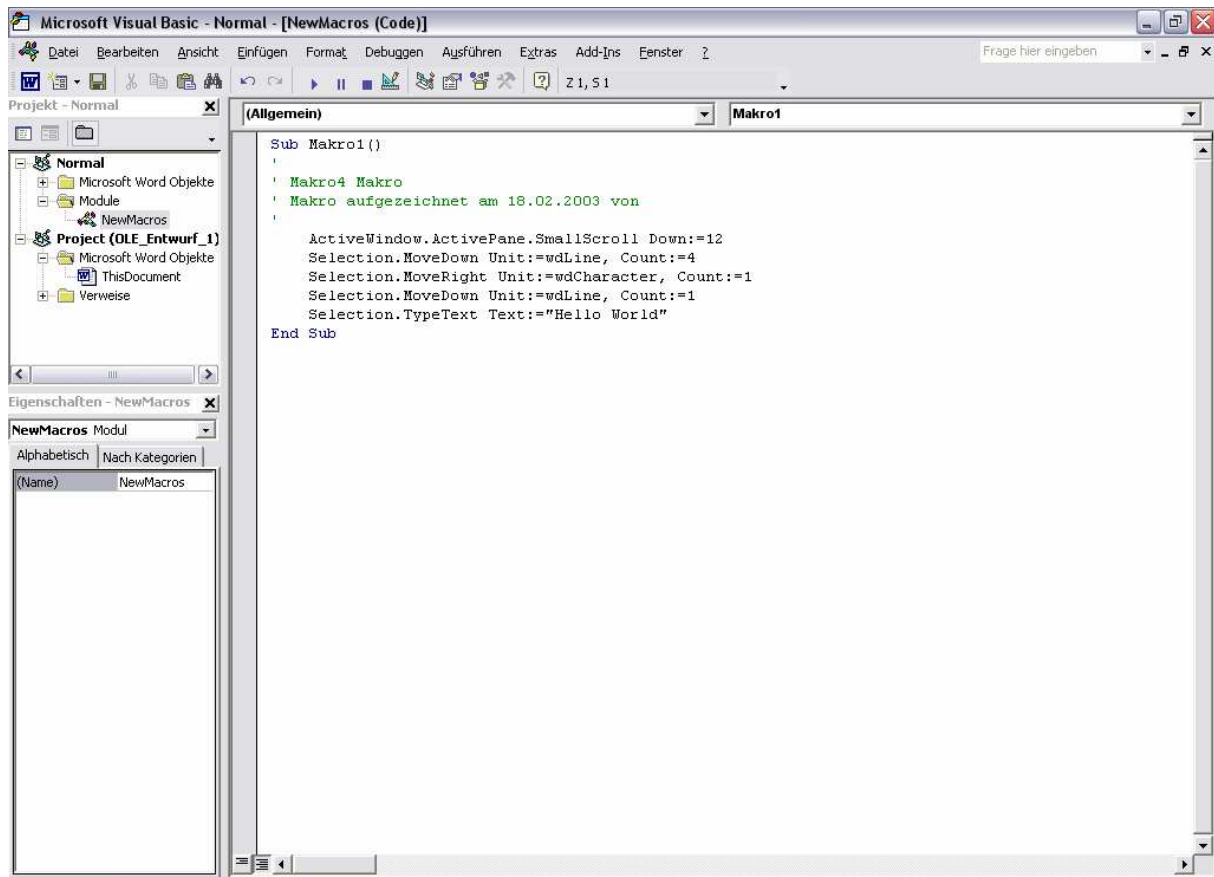 Microsoft Visual Basic - Normal - [NewMacros (Code)]
Datei Bearbeiten Ansicht Einfügen Format Debuggen Ausführen Extras Add-Ins Fenster ? Frage hier eingeben
Z 1, S 1
Projekt - Normal
Normal
Microsoft Word Objekte
Module
NewMacros
Project (OLE_Entwurf_1)
Microsoft Word Objekte
ThisDocument
Verweise
Eigenschaften - NewMacros
NewMacros Modul
Alphabetisch Nach Kategorien
(Name) NewMacros
(Allgemein) Makro1
Sub Makro1()
'
' Makro4 Makro
' Makro aufgezeichnet am 18.02.2003 von
'
ActiveWindow.ActivePane.SmallScroll Down:=12
Selection.MoveDown Unit:=wdLine, Count:=4
Selection.MoveRight Unit:=wdCharacter, Count:=1
Selection.MoveDown Unit:=wdLine, Count:=1
Selection.TypeText Text:="Hello World"
End Sub